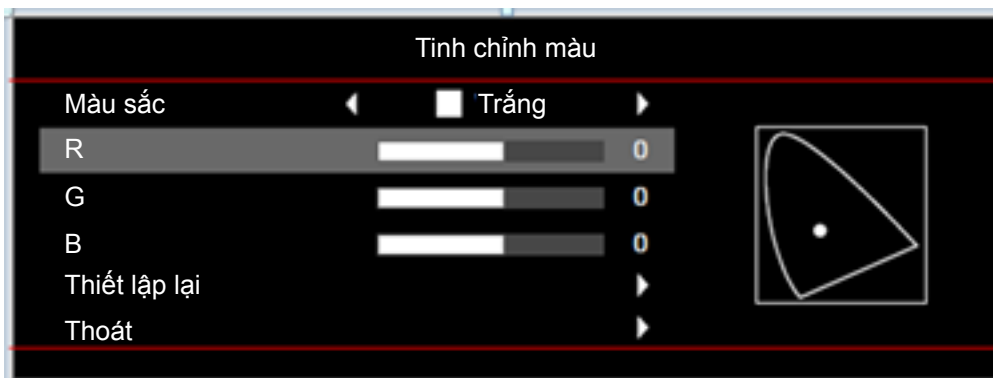 Tinh chỉnh màu
Màu sắc Trắng
R 0
G 0
B 0
Thiết lập lại
Thoát